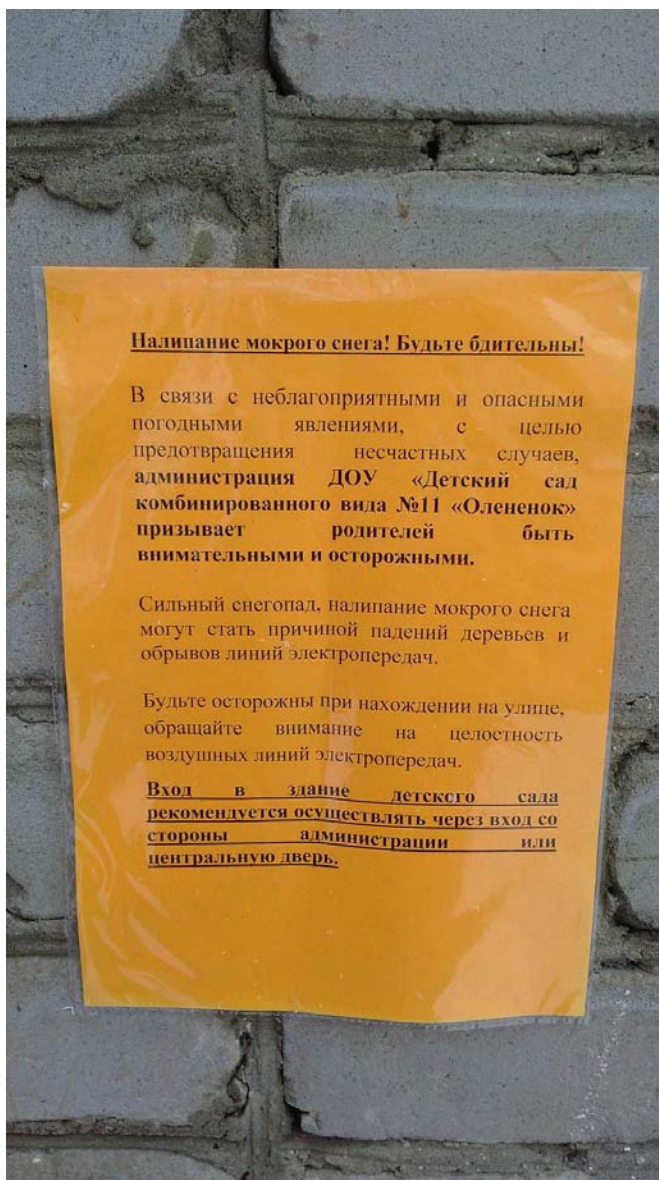 Налипание мокрого снега! Будьте бдительны!
В связи с неблагоприятными и опасными
погодными явлениями, с целью
предотвращения несчастных случаев,
администрация ДОУ «Детский сад
комбинированного вида №11 «Олененок»
призывает родителей быть
внимательными и осторожными.
Сильный снегопад, налипание мокрого снега
могут стать причиной падений деревьев и
обрывов линий электропередач.
Будьте осторожны при нахождении на улице,
обращайте внимание на целостность
воздушных линий электропередач.
Вход в здание детского сада
рекомендуется осуществлять через вход со
стороны администрации или
центральную дверь.